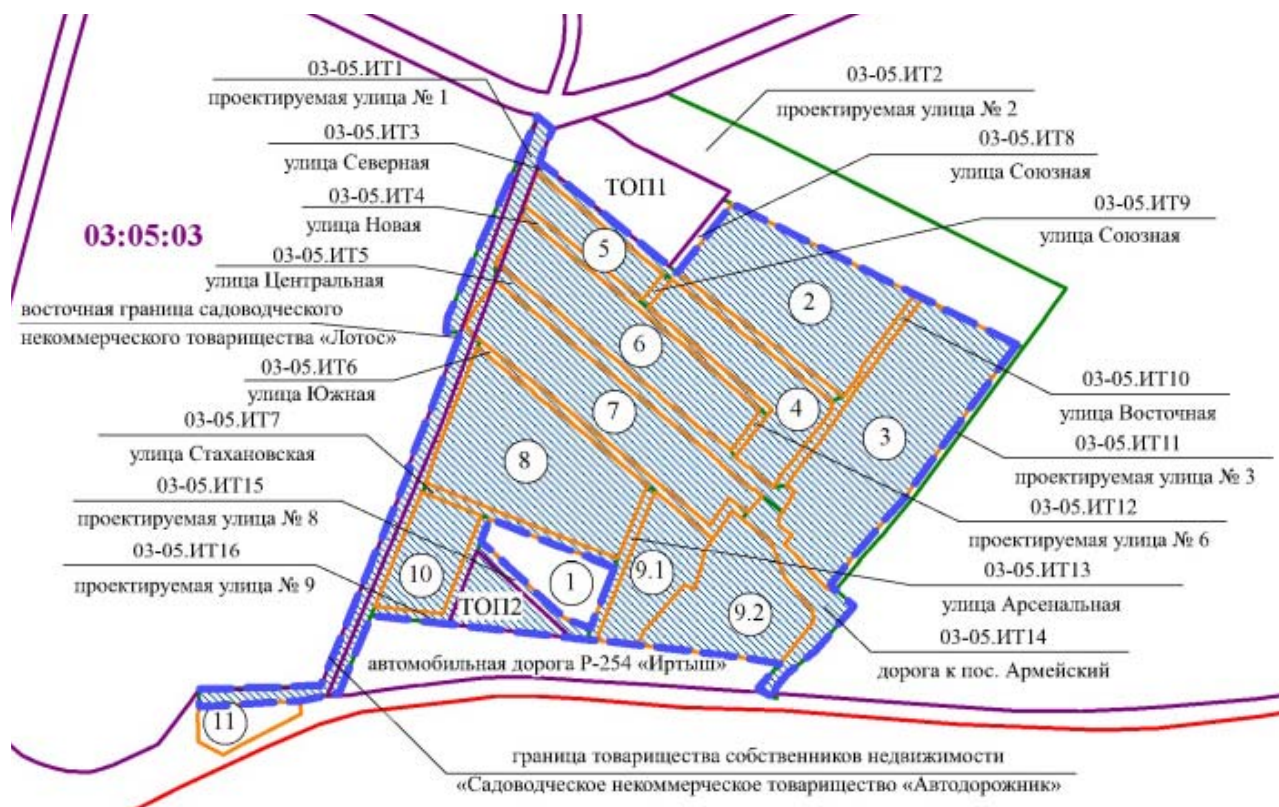 03-05.ИТ1
проектируемая улица № 1
03-05.ИТ2
проектируемая улица № 2
03-05.ИТ3
улица Северная
03-05.ИТ8
улица Союзная
ТОП1
03-05.ИТ4
улица Новая
03-05.ИТ9
улица Союзная
03:05:03
5
03-05.ИТ5
улица Центральная
2
восточная граница садоводческого
некоммерческого товарищества «Лотос»
6
03-05.ИТ6
улица Южная
03-05.ИТ10
улица Восточная
7
4
3
03-05.ИТ7
улица Стахановская
8
03-05.ИТ11
проектируемая улица № 3
03-05.ИТ15
проектируемая улица № 8
03-05.ИТ12
проектируемая улица № 6
03-05.ИТ16
проектируемая улица № 9
10
1
9.1
03-05.ИТ13
улица Арсенальная
ТОП2
9.2
03-05.ИТ14
дорога к пос. Армейский
автомобильная дорога Р-254 «Иртыш»
11
граница товарищества собственников недвижимости
«Садоводческое некоммерческое товарищество «Автодорожник»